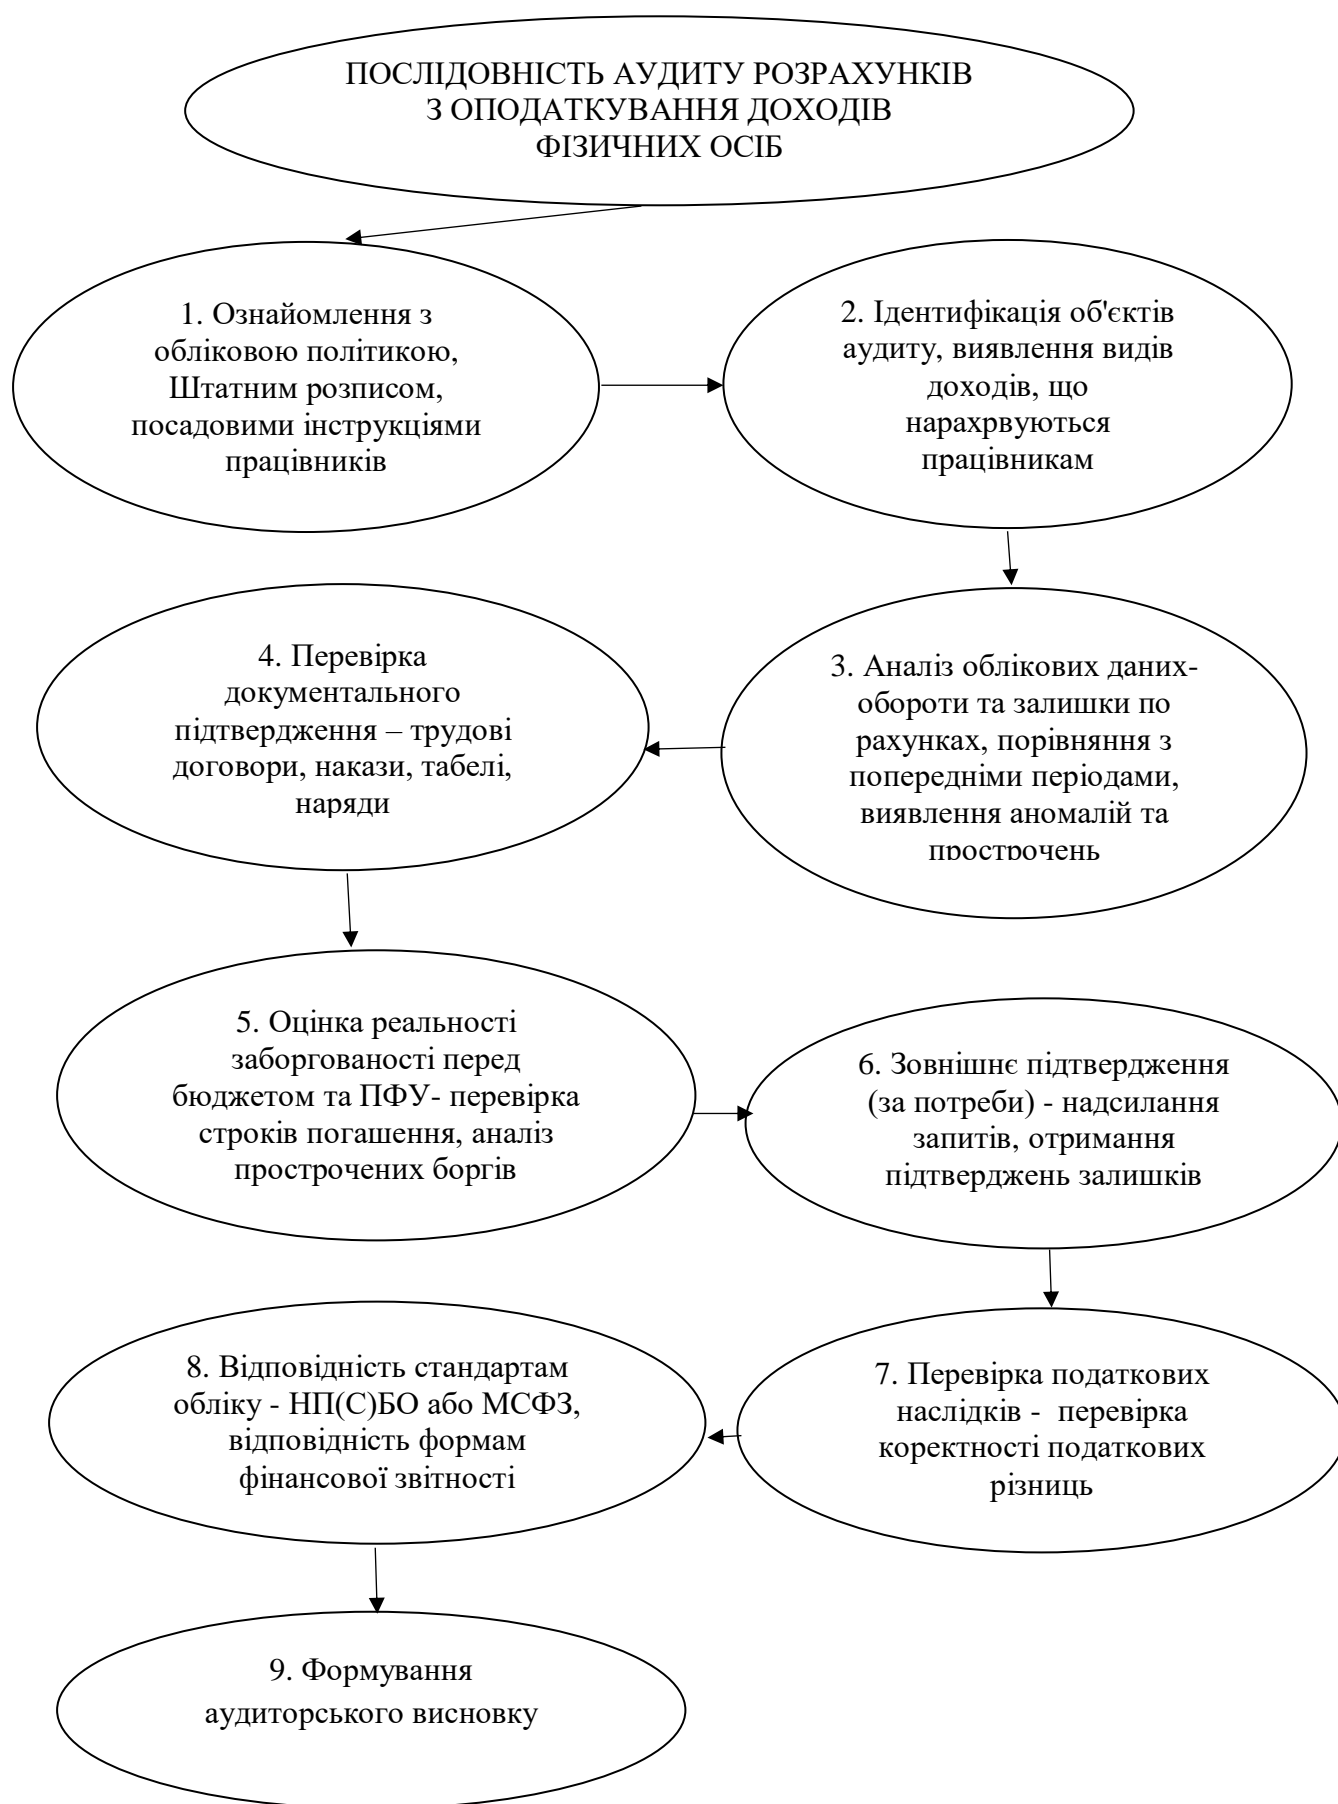 ПОСЛІДОВНІСТЬ АУДИТУ РОЗРАХУНКІВ
З ОПОДАТКУВАННЯ ДОХОДІВ
ФІЗИЧНИХ ОСІБ
1. Ознайомлення з
обліковою політикою,
Штатним розписом,
посадовими інструкціями
працівників
2. Ідентифікація об'єктів
аудиту, виявлення видів
доходів, що
нарахрвуються
працівникам
3. Аналіз облікових даних-
обороти та залишки по
рахунках, порівняння з
попередніми періодами,
виявлення аномалій та
прострочень
4. Перевірка
документального
підтвердження – трудові
договори, накази, табелі,
наряди
5. Оцінка реальності
заборгованості перед
бюджетом та ПФУ- перевірка
строків погашення, аналіз
прострочених боргів
6. Зовнішнє підтвердження
(за потреби) - надсилання
запитів, отримання
підтверджень залишків
7. Перевірка податкових
наслідків - перевірка
коректності податкових
різниць
8. Відповідність стандартам
обліку - НП(С)БО або МСФЗ,
відповідність формам
фінансової звітності
9. Формування
аудиторського висновку